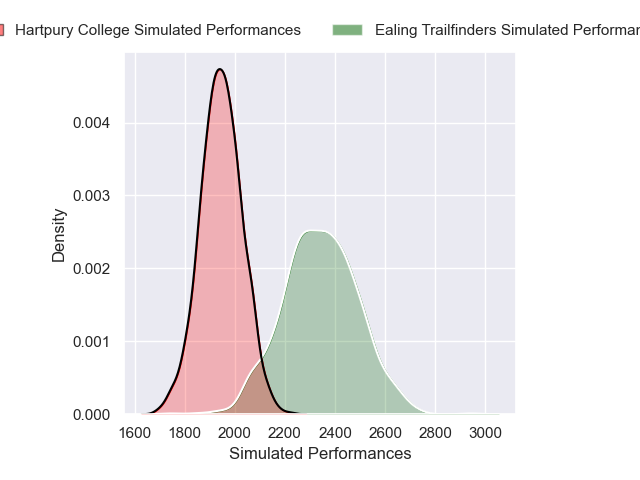 Hartpury College Simulated Performances
Ealing Trailfinders Simulated
Density
0.004
0.003
0.002
0.001
0.000
1600 1800 2000 2200 2400 2600 2800 3000
Simulated Performances